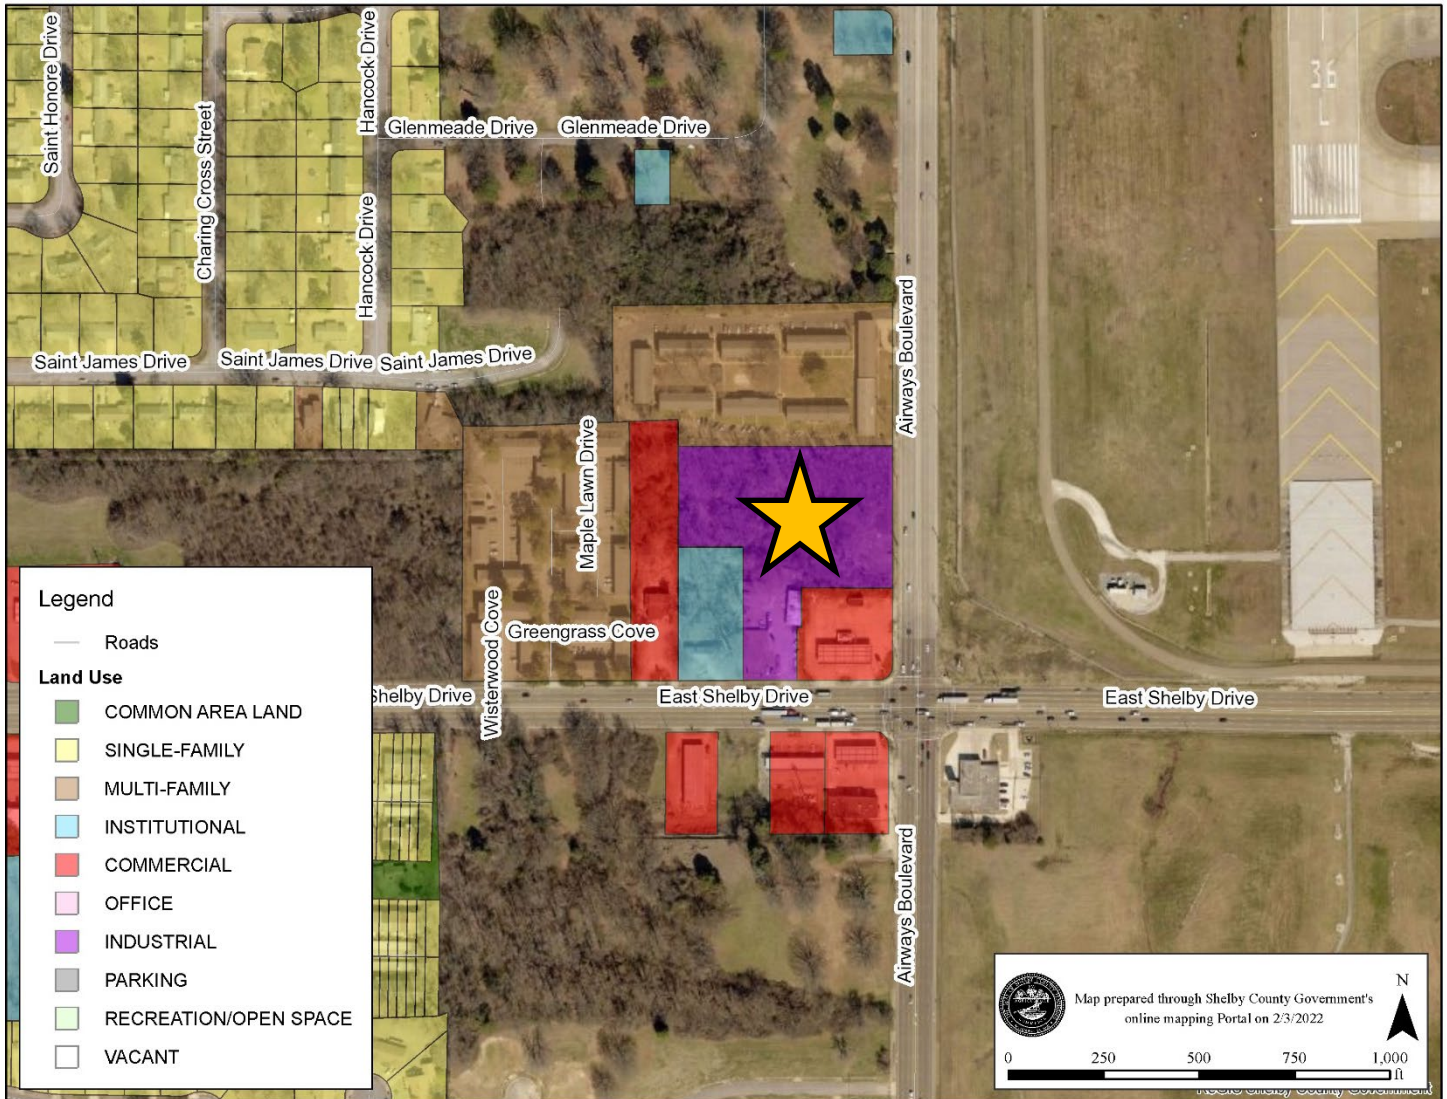 Saint Honore Drive
Charing Cross Street
Hancock Drive
Glenmeade Drive
Glenmeade Drive
Hancock Drive
36
L
Saint James Drive
Saint James Drive
Saint James Drive
Airways Boulevard
Maple Lawn Drive
Wisterwood Cove
Greengrass Cove
Shelby Drive
East Shelby Drive
East Shelby Drive
Airways Boulevard
Legend
Roads
Land Use
COMMON AREA LAND
SINGLE-FAMILY
MULTI-FAMILY
INSTITUTIONAL
COMMERCIAL
OFFICE
INDUSTRIAL
PARKING
RECREATION/OPEN SPACE
VACANT
Map prepared through Shelby County Government's
online mapping Portal on 2/3/2022
N
0 250 500 750 1,000
ft